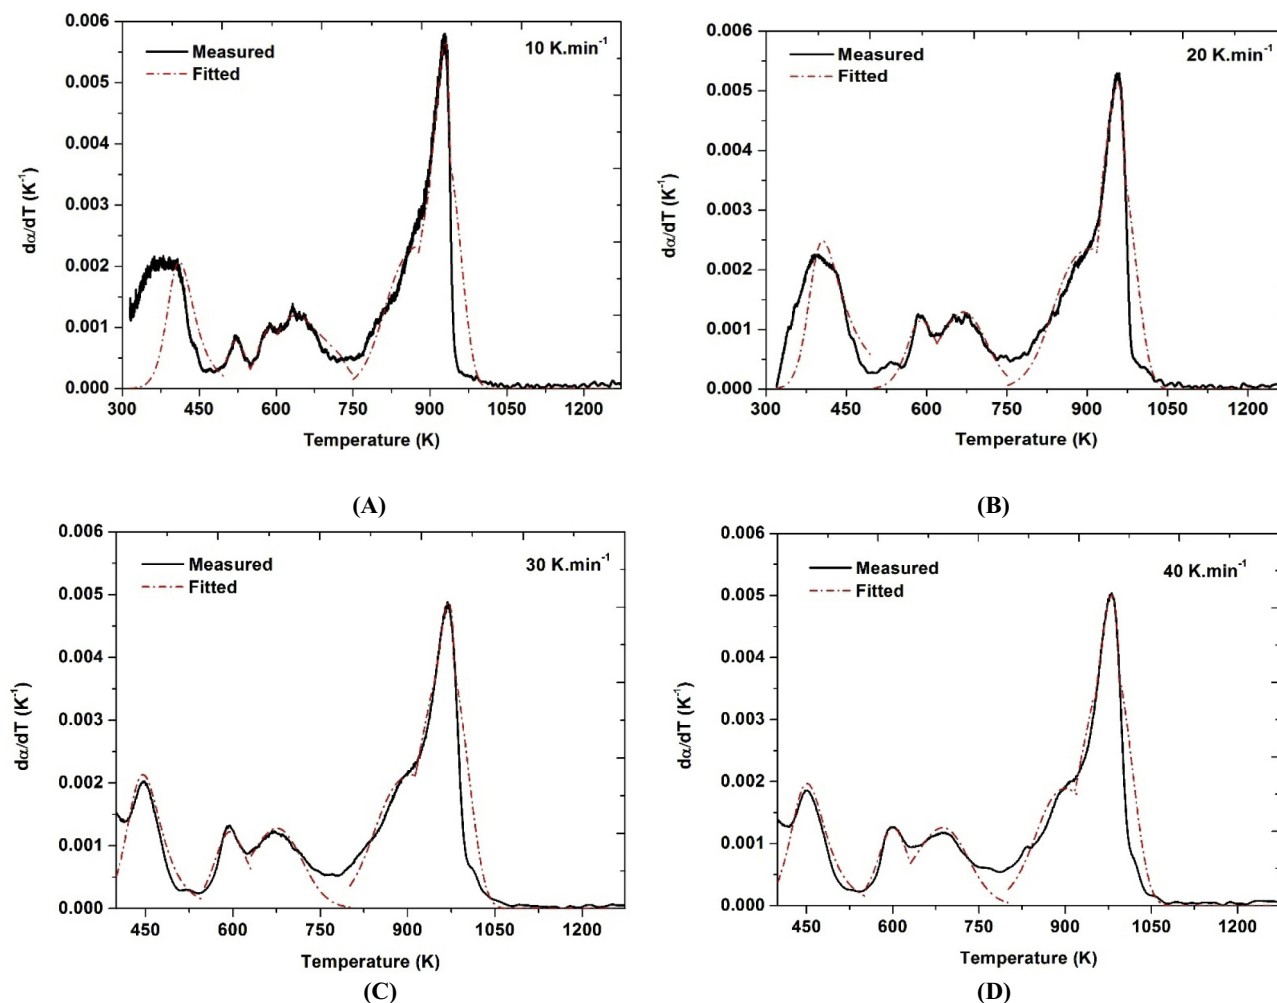 0.006
0.005
0.004
0.003
0.002
0.001
0.000
dα/dT (K⁻¹)
Measured
Fitted
10 K.min⁻¹
300 450 600 750 900 1050 1200
Temperature (K)
(A)
0.006
0.005
0.004
0.003
0.002
0.001
0.000
dα/dT (K⁻¹)
Measured
Fitted
20 K.min⁻¹
300 450 600 750 900 1050 1200
Temperature (K)
(B)
0.006
0.005
0.004
0.003
0.002
0.001
0.000
dα/dT (K⁻¹)
Measured
Fitted
30 K.min⁻¹
450 600 750 900 1050 1200
Temperature (K)
(C)
0.006
0.005
0.004
0.003
0.002
0.001
0.000
dα/dT (K⁻¹)
Measured
Fitted
40 K.min⁻¹
450 600 750 900 1050 1200
Temperature (K)
(D)